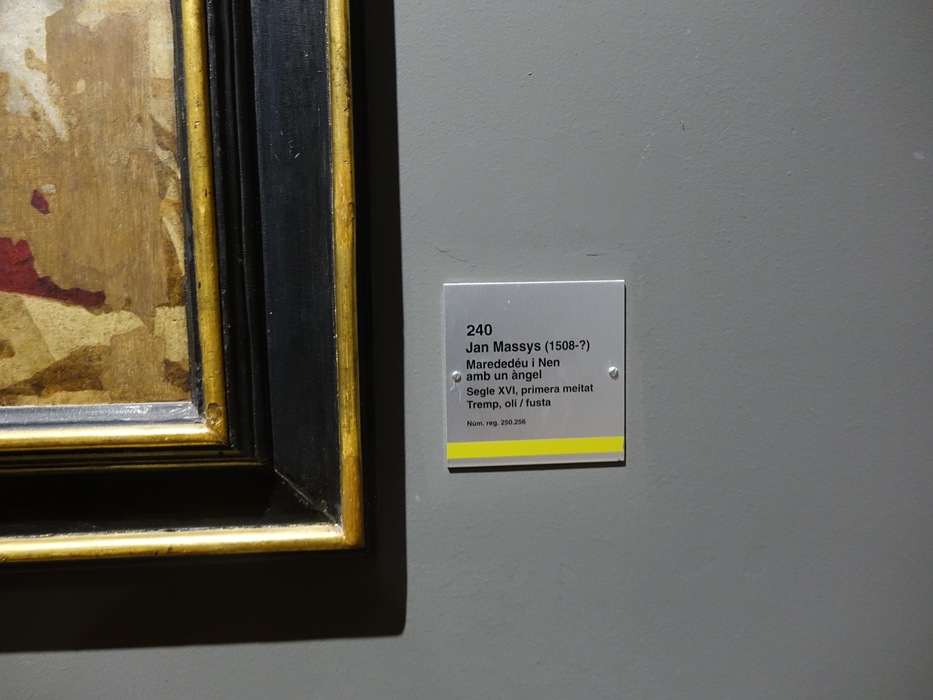 240
Jan Massys (1508-?)
Marededéu i Nen
amb un àngel
Segle XVI, primera meitat
Tremp, oli / fusta
Núm. reg. 250.256